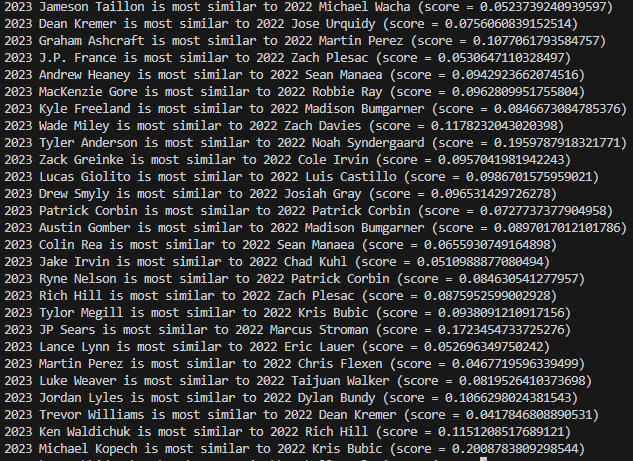 2023 Jameson Taillon is most similar to 2022 Michael Wacha (score = 0.0523739240939597)
2023 Dean Kremer is most similar to 2022 Jose Urquidy (score = 0.0756060839152514)
2023 Graham Ashcraft is most similar to 2022 Martin Perez (score = 0.1077061793584757)
2023 J.P. France is most similar to 2022 Zach Plesac (score = 0.0530647110328497)
2023 Andrew Heaney is most similar to 2022 Sean Manaea (score = 0.0942923662074516)
2023 MacKenzie Gore is most similar to 2022 Robbie Ray (score = 0.0962809951755804)
2023 Kyle Freeland is most similar to 2022 Madison Bumgarner (score = 0.0846673084785376)
2023 Wade Miley is most similar to 2022 Zach Davies (score = 0.1178232043020398)
2023 Tyler Anderson is most similar to 2022 Noah Syndergaard (score = 0.1959787918321771)
2023 Zack Greinke is most similar to 2022 Cole Irvin (score = 0.0957041981942243)
2023 Lucas Giolito is most similar to 2022 Luis Castillo (score = 0.0986701575959021)
2023 Drew Smyly is most similar to 2022 Josiah Gray (score = 0.096531429726278)
2023 Patrick Corbin is most similar to 2022 Patrick Corbin (score = 0.0727737377904958)
2023 Austin Gomber is most similar to 2022 Madison Bumgarner (score = 0.0897017012101786)
2023 Colin Rea is most similar to 2022 Sean Manaea (score = 0.0655930749164898)
2023 Jake Irvin is most similar to 2022 Chad Kuhl (score = 0.0510988877080494)
2023 Ryne Nelson is most similar to 2022 Patrick Corbin (score = 0.084630541277957)
2023 Rich Hill is most similar to 2022 Zach Plesac (score = 0.0875952599002928)
2023 Tylor Megill is most similar to 2022 Kris Bubic (score = 0.0938091210917156)
2023 JP Sears is most similar to 2022 Marcus Stroman (score = 0.1723454733725276)
2023 Lance Lynn is most similar to 2022 Eric Lauer (score = 0.052696349750242)
2023 Martin Perez is most similar to 2022 Chris Flexen (score = 0.0467719596339499)
2023 Luke Weaver is most similar to 2022 Taijuan Walker (score = 0.0819526410373698)
2023 Jordan Lyles is most similar to 2022 Dylan Bundy (score = 0.1066298024381543)
2023 Trevor Williams is most similar to 2022 Dean Kremer (score = 0.0417846808890531)
2023 Ken Waldichuk is most similar to 2022 Rich Hill (score = 0.1151208517689121)
2023 Michael Kopech is most similar to 2022 Kris Bubic (score = 0.2008783809298544)